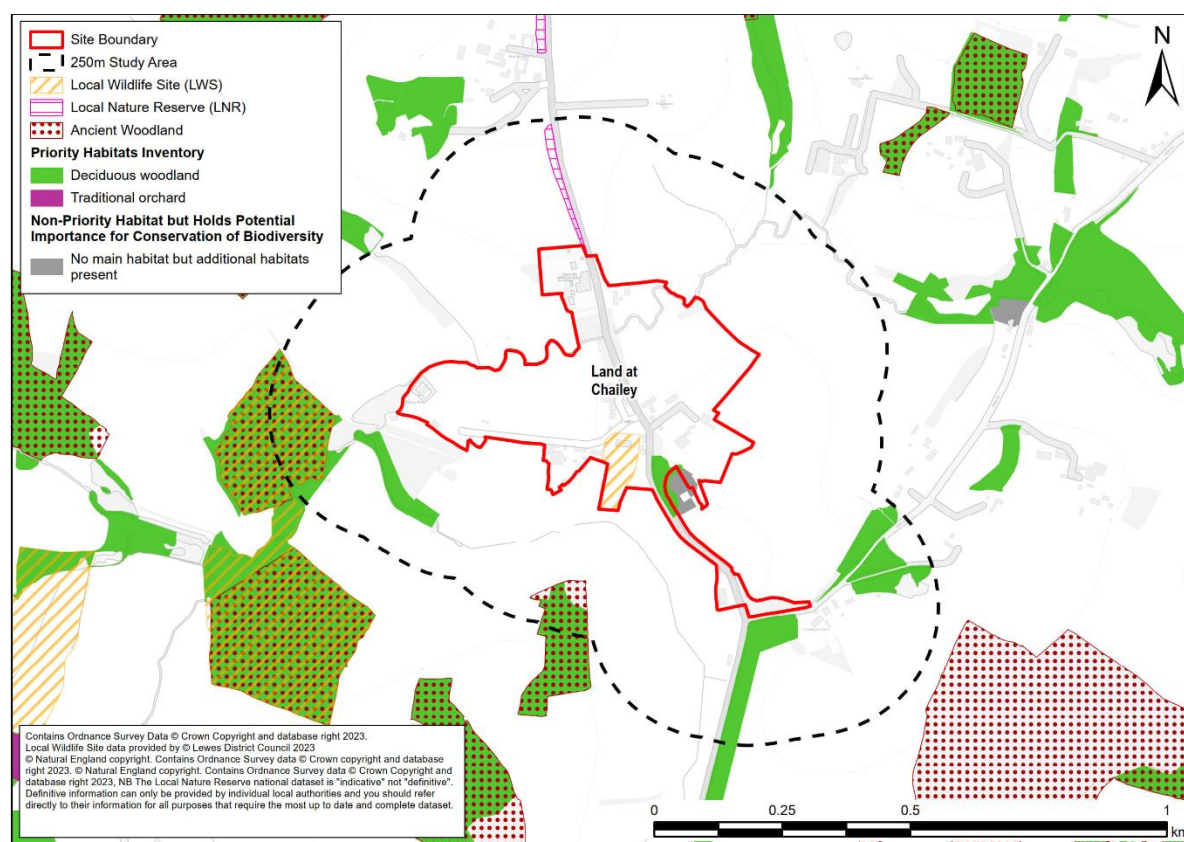 Site Boundary
250m Study Area
Local Wildlife Site (LWS)
Local Nature Reserve (LNR)
Ancient Woodland
Priority Habitats Inventory
Deciduous woodland
Traditional orchard
Non-Priority Habitat but Holds Potential
Importance for Conservation of Biodiversity
No main habitat but additional habitats
present
N
Land at
Chailey
Contains Ordnance Survey Data © Crown Copyright and database right 2023.
Local Wildlife Site data provided by © Lewes District Council 2023
© Natural England copyright. Contains Ordnance Survey data © Crown copyright and database
right 2023. © Natural England copyright. Contains Ordnance Survey data © Crown Copyright and
database right 2023, NB The Local Nature Reserve national dataset is "indicative" not "definitive".
Definitive information can only be provided by individual local authorities and you should refer
directly to their information for all purposes that require the most up to date and complete dataset.
0 0.25 0.5 1
km